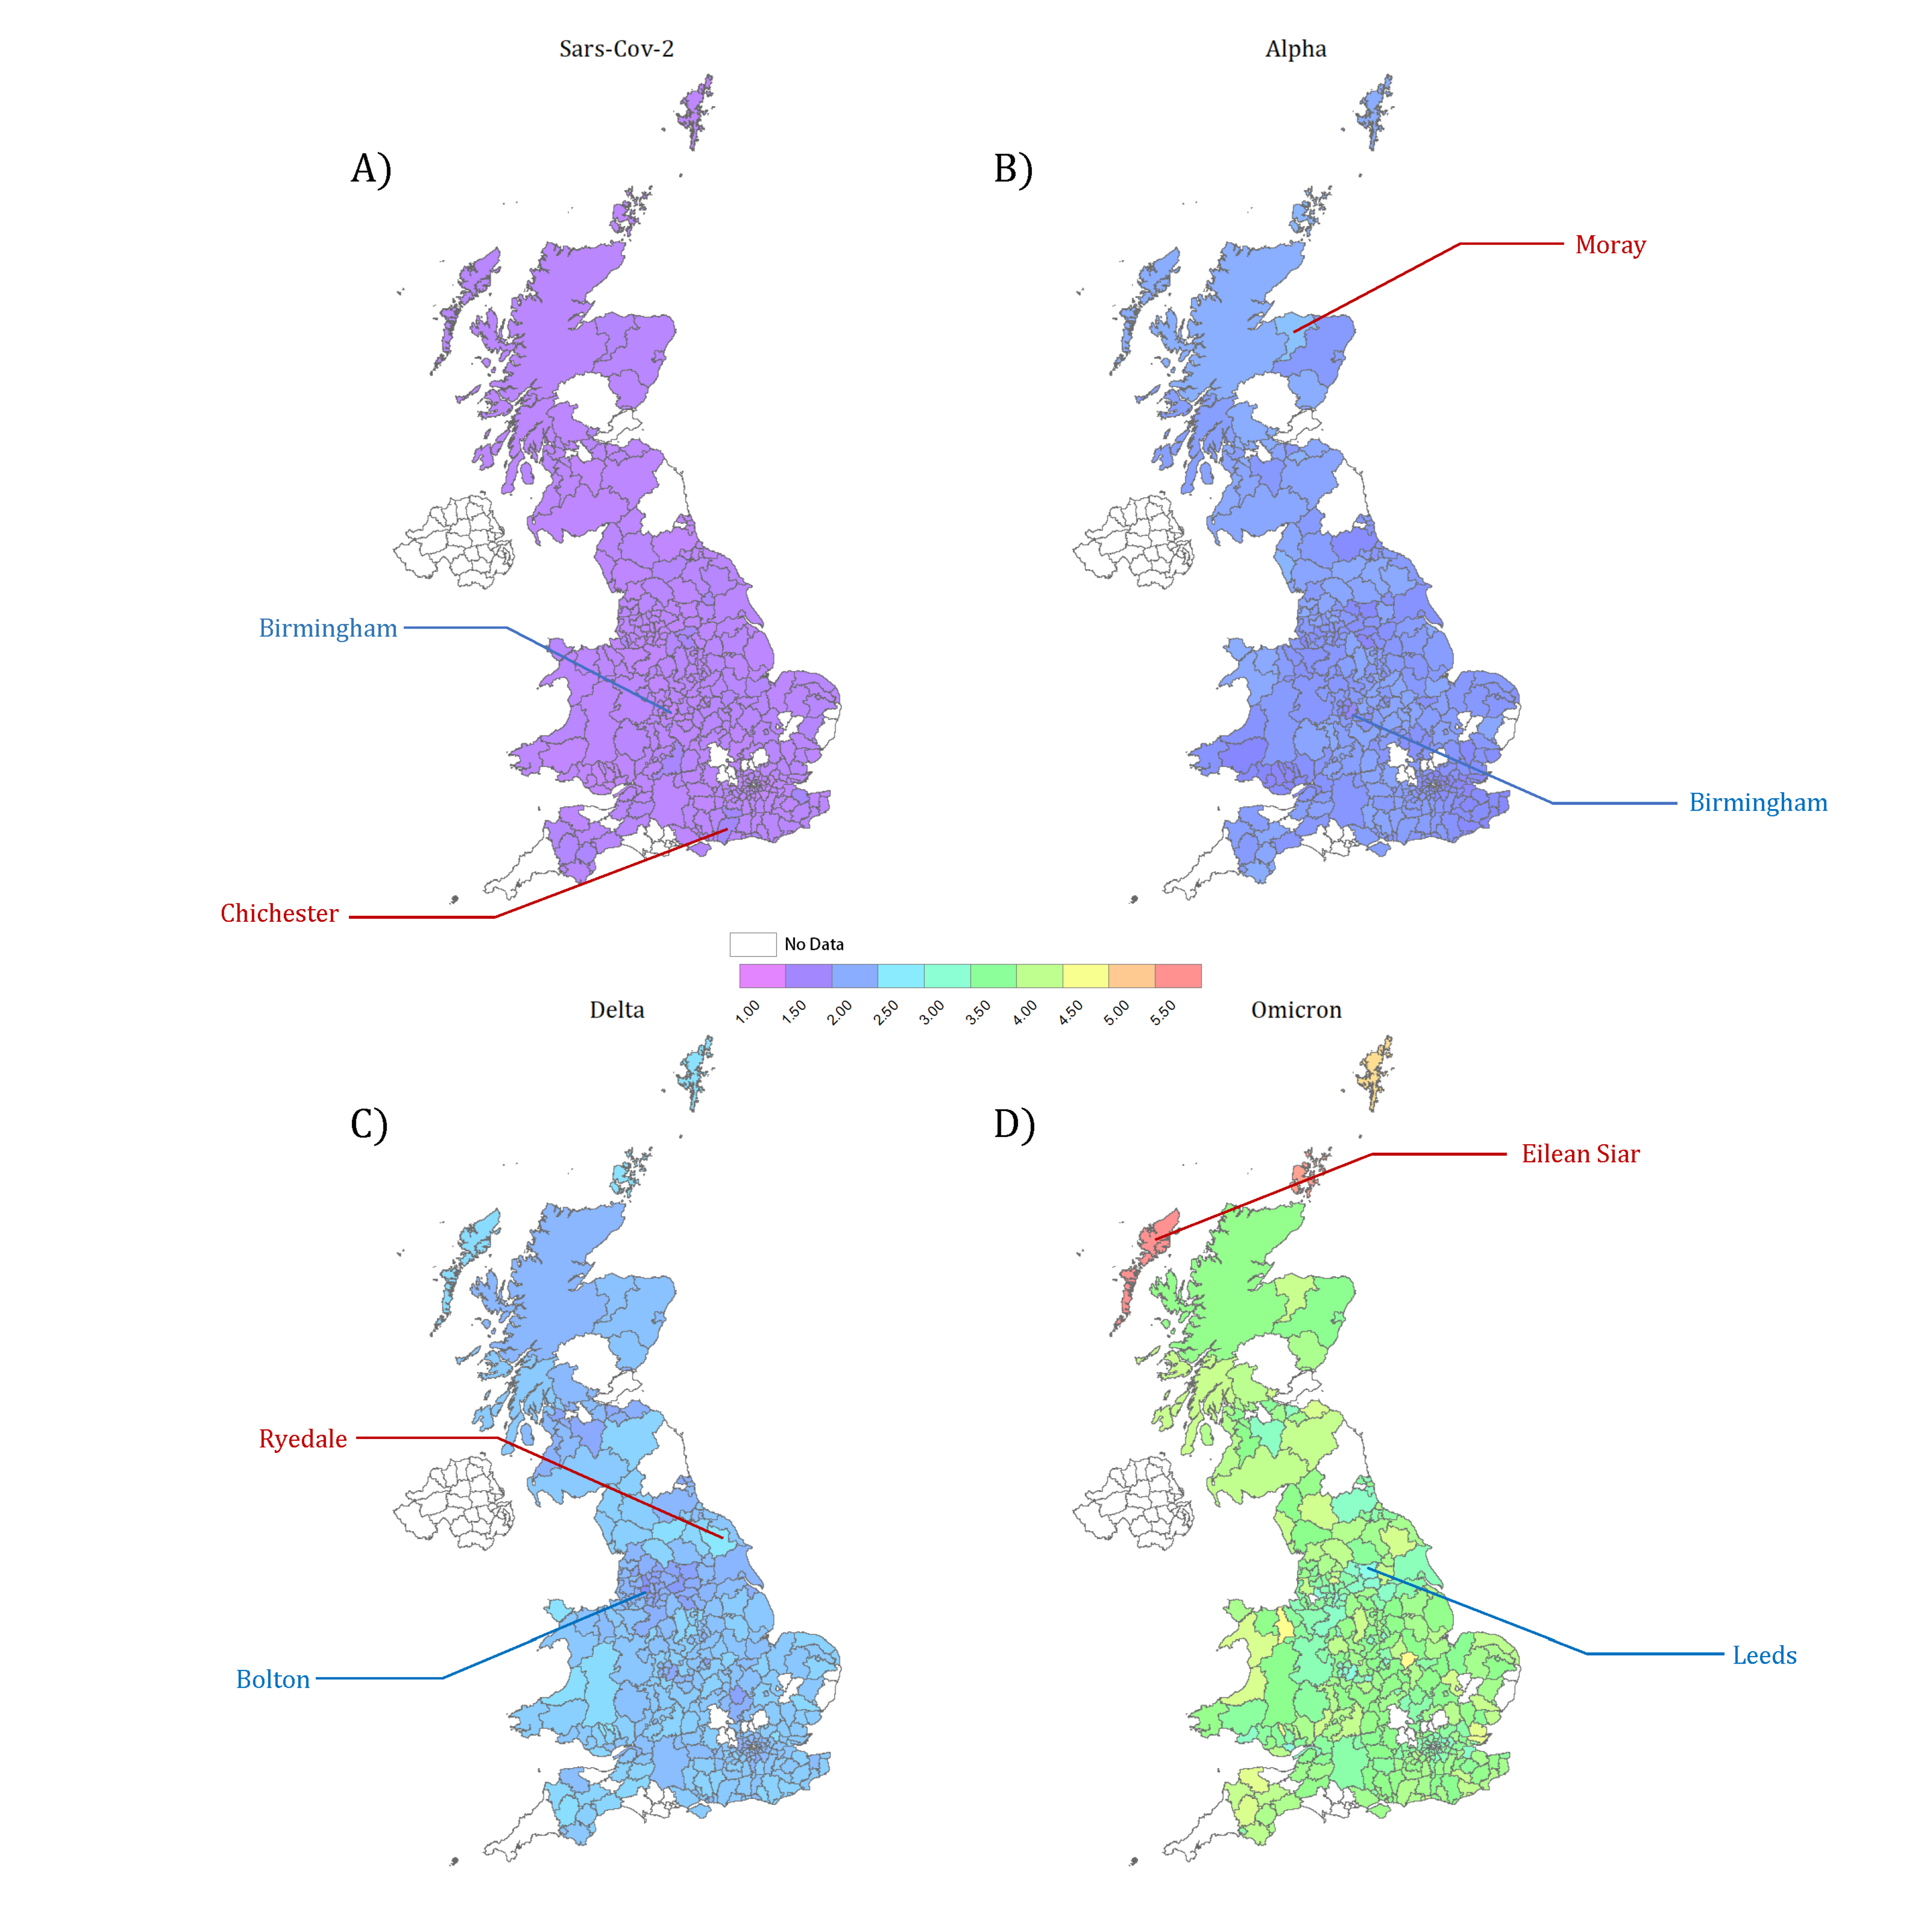 Sars-Cov-2
Alpha
A)
B)
Moray
Birmingham
Birmingham
Chichester
No Data
1.00 1.50 2.00 2.50 3.00 3.50 4.00 4.50 5.00 5.50
Delta
Omicron
C)
D)
Eilean Siar
Ryedale
Bolton
Leeds